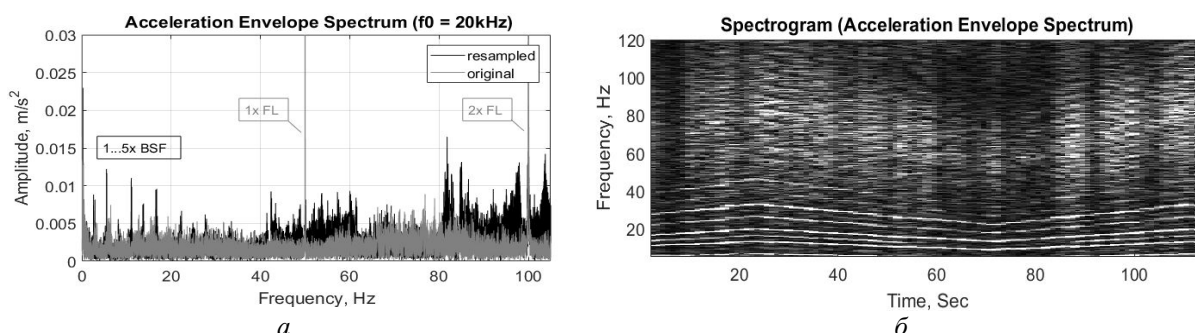 Acceleration Envelope Spectrum (f0 = 20kHz)
0.03
0.025
0.02
0.015
0.01
0.005
0
Amplitude, m/s²
resampled
original
1x FL
2x FL
1...5x BSF
0 20 40 60 80 100
Frequency, Hz
а
Spectrogram (Acceleration Envelope Spectrum)
120
100
80
60
40
20
Frequency, Hz
20 40 60 80 100
Time, Sec
б